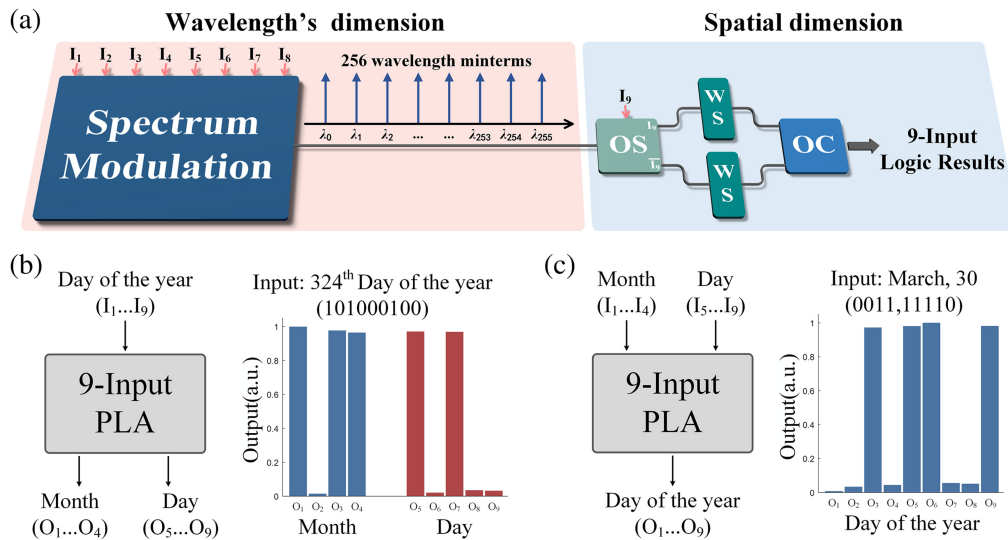 (a)
Wavelength's dimension
Spatial dimension
I₁ I₂ I₃ I₄ I₅ I₆ I₇ I₈
Spectrum
Modulation
256 wavelength minterms
λ₀ λ₁ λ₂ ... ... λ₂₅₃ λ₂₅₄ λ₂₅₅
I₉
OS
I₉
I̅₉
W
S
W
S
OC
9-Input
Logic Results
(b)
Day of the year
(I₁...I₉)
9-Input
PLA
Month
(O₁...O₄)
Day
(O₅...O₉)
Input: 324ᵗʰ Day of the year
(101000100)
Output(a.u.)
1
0.8
0.6
0.4
0.2
0
O₁ O₂ O₃ O₄ O₅ O₆ O₇ O₈ O₉
Month Day
(c)
Month
(I₁...I₄)
Day
(I₅...I₉)
9-Input
PLA
Day of the year
(O₁...O₉)
Input: March, 30
(0011,11110)
Output(a.u.)
1
0.8
0.6
0.4
0.2
0
O₁ O₂ O₃ O₄ O₅ O₆ O₇ O₈ O₉
Day of the year